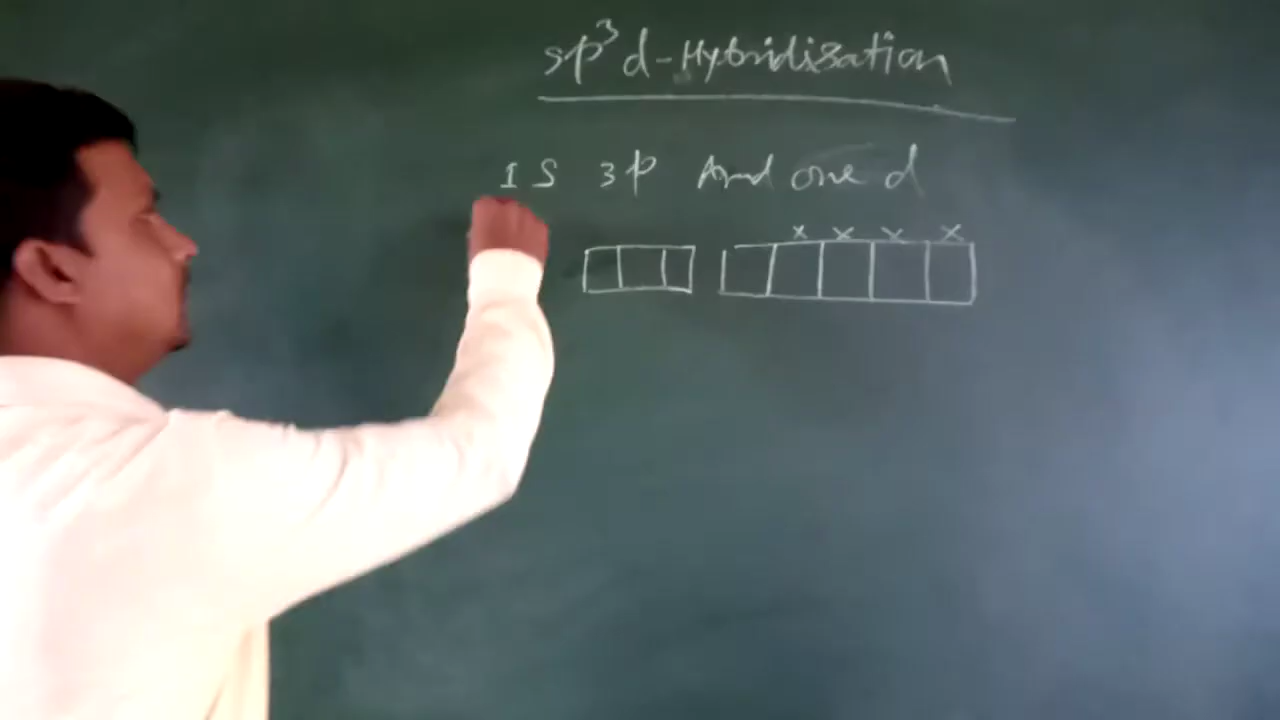 sp³d-Hybridisation
1 S 3p And one d
x x x x